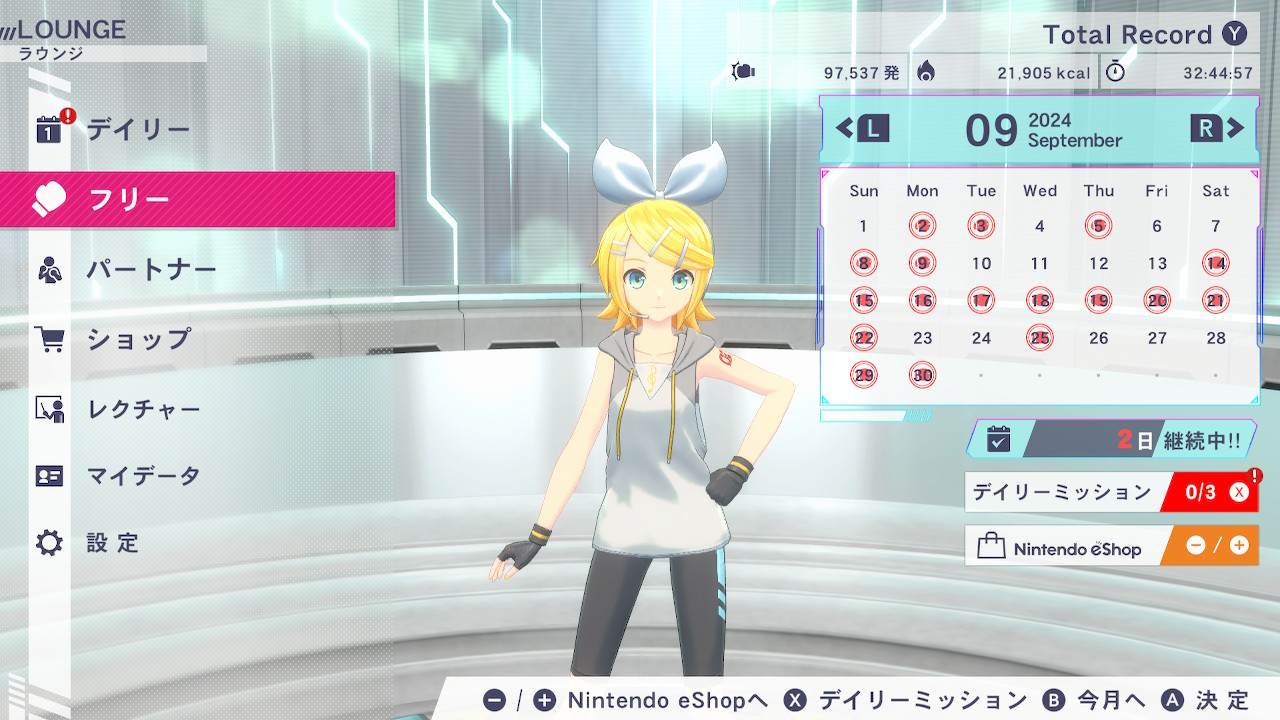 LOUNGE
ラウンジ
1
デイリー
フリー
パートナー
ショップ
レクチャー
マイデータ
設定
Total Record Y
97,537 発 21,905 kcal 32:44:57
L 09 2024 September R
Sun Mon Tue Wed Thu Fri Sat
1 2 3 4 5 6 7
8 9 10 11 12 13 14
15 16 17 18 19 20 21
22 23 24 25 26 27 28
29 30
2日 継続中!!
デイリーミッション 0/3 X
Nintendo eShop − / +
− / + Nintendo eShopへ X デイリーミッション B 今月へ A 決定